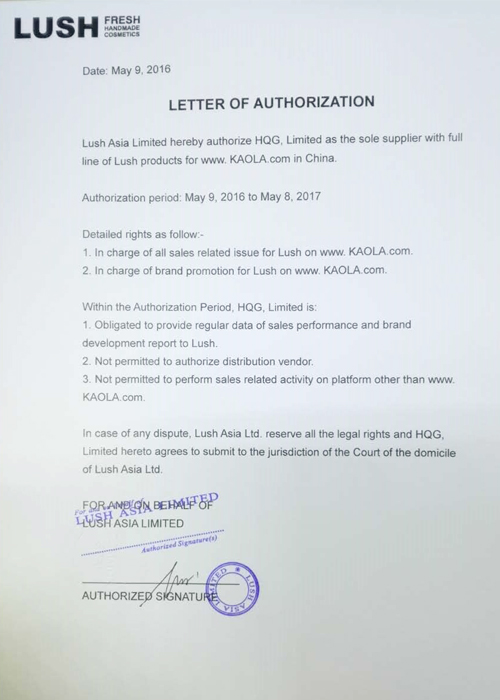 LUSH FRESH HANDMADE COSMETICS
Date: May 9, 2016
LETTER OF AUTHORIZATION
Lush Asia Limited hereby authorize HQG, Limited as the sole supplier with full
line of Lush products for www. KAOLA.com in China.
Authorization period: May 9, 2016 to May 8, 2017
Detailed rights as follow:-
1. In charge of all sales related issue for Lush on www. KAOLA.com.
2. In charge of brand promotion for Lush on www. KAOLA.com.
Within the Authorization Period, HQG, Limited is:
1. Obligated to provide regular data of sales performance and brand
development report to Lush.
2. Not permitted to authorize distribution vendor.
3. Not permitted to perform sales related activity on platform other than www.
KAOLA.com.
In case of any dispute, Lush Asia Ltd. reserve all the legal rights and HQG,
Limited hereto agrees to submit to the jurisdiction of the Court of the domicile
of Lush Asia Ltd.
FOR AND ON BEHALF OF
LUSH ASIA LIMITED
LUSH ASIA LIMITED
Authorized Signature(s)
AUTHORIZED SIGNATURE
LUSH ASIA LIMITED